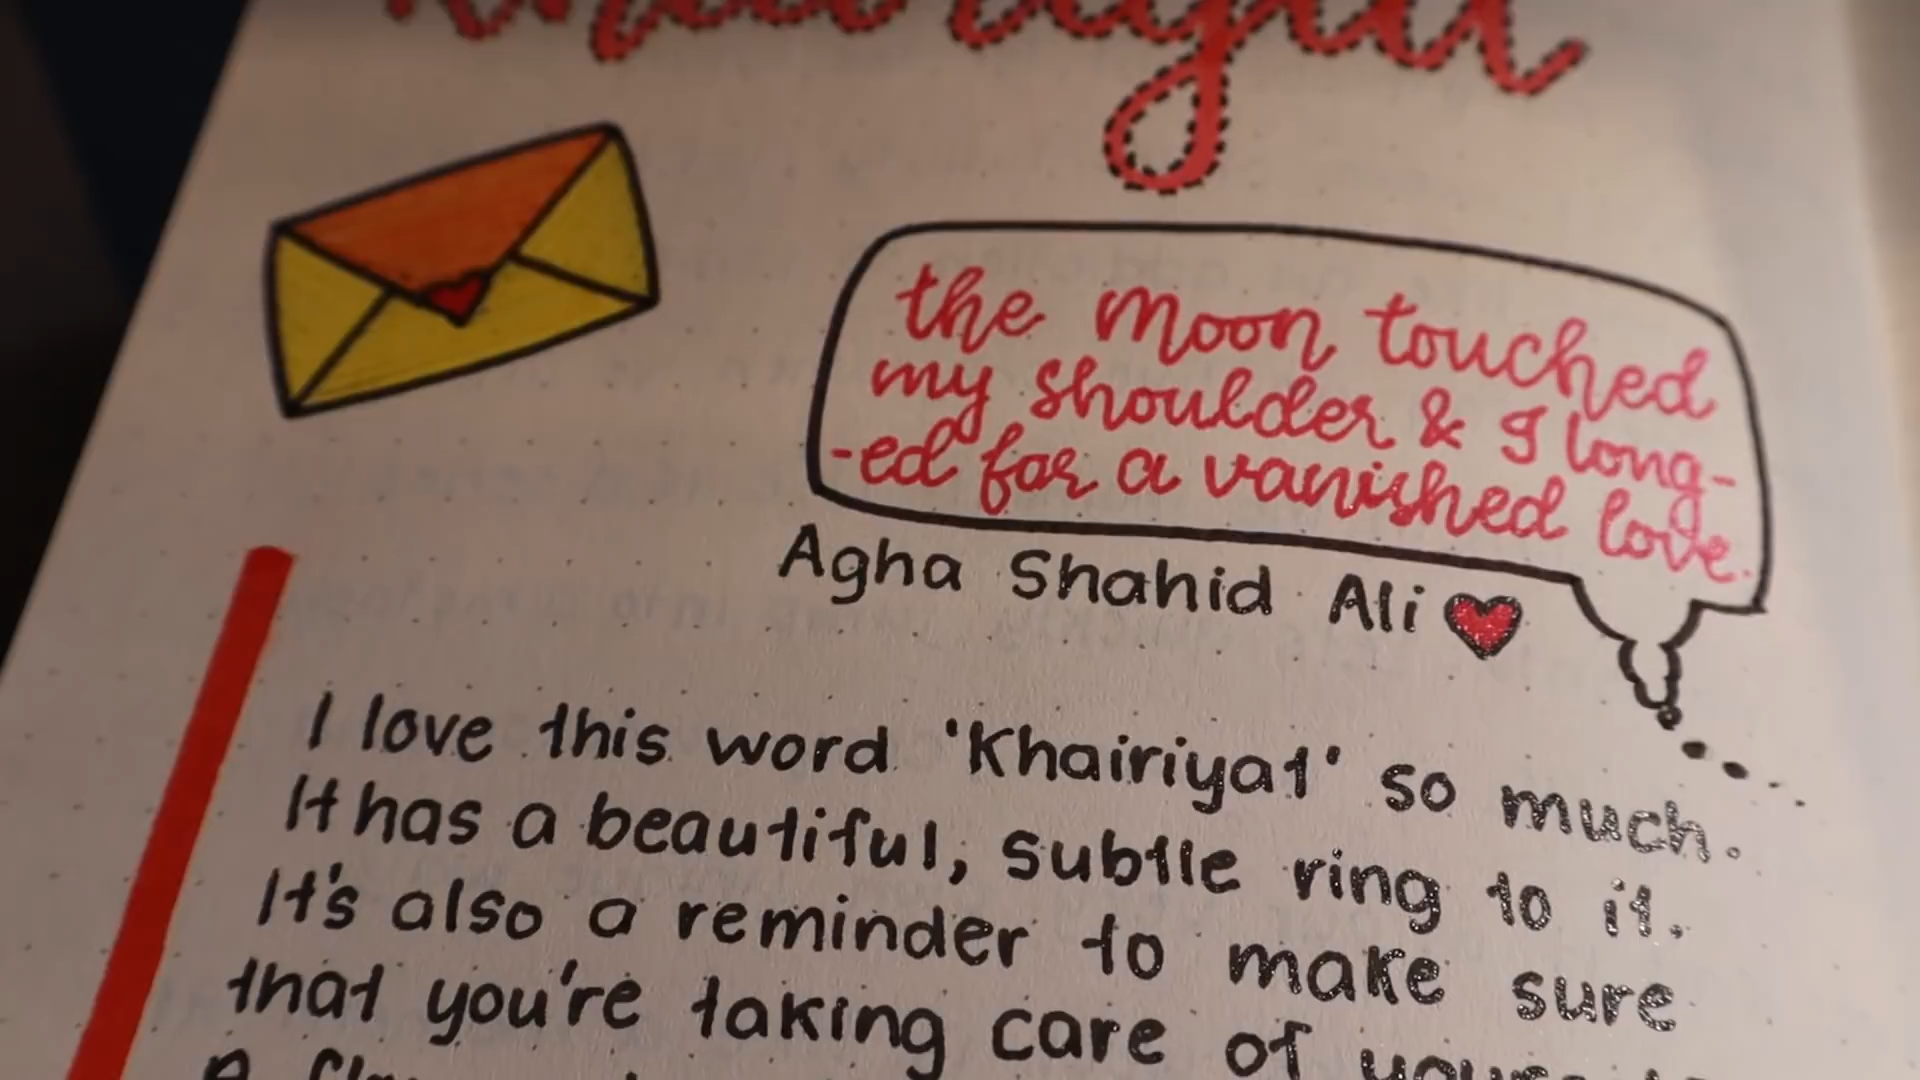 Khairiyat
the moon touched
my shoulder & I long-
-ed for a vanished love.
Agha Shahid Ali
I love this word 'Khairiyat' so much.
It has a beautiful, subtle ring to it.
It's also a reminder to make sure
that you're taking care of